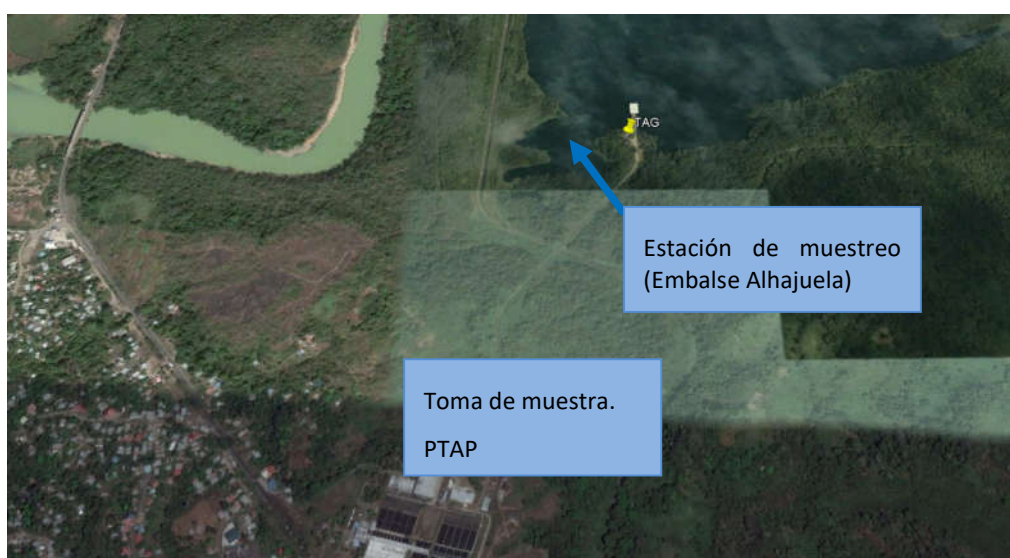 TAG
Estación de muestreo
(Embalse Alhajuela)
Toma de muestra.
PTAP